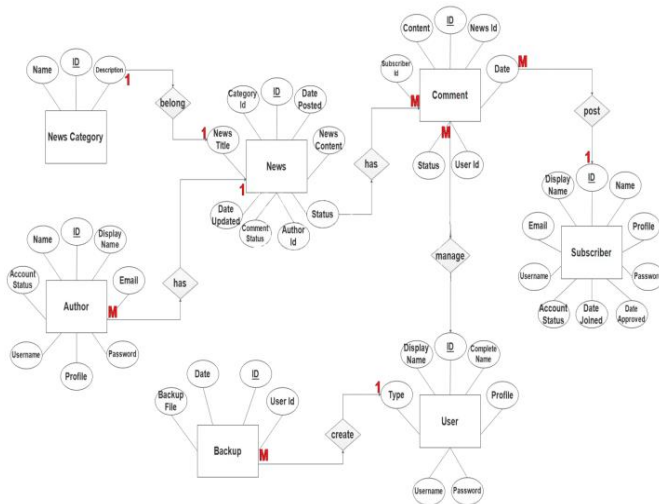 Name
ID
Description
1
News Category
belong
1
News
Title
Category
Id
ID
Date
Posted
News
Content
News
1
Date
Updated
Comment
Status
Author
Id
Status
has
M
Subscriber
Id
Content
ID
News Id
Date
M
Comment
M
Status
User Id
post
1
Display
Name
ID
Name
Email
Profile
Subscriber
Username
Password
Account
Status
Date
Joined
Date
Approved
manage
Name
ID
Display
Name
Account
Status
Email
Author
M
has
Username
Profile
Password
Backup
File
Date
ID
User Id
Backup
M
create
1
Type
Display
Name
ID
Complete
Name
Profile
User
Username
Password